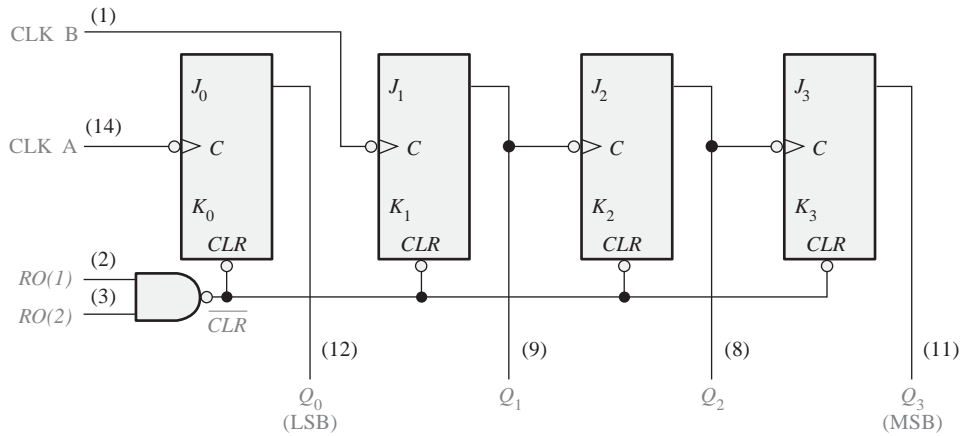 (1)
CLK B
J0 J1 J2 J3
(14)
CLK A
C C C C
K0 K1 K2 K3
CLR CLR CLR CLR
(2)
RO(1)
(3)
RO(2)
CLR
(12) (9) (8) (11)
Q0 Q1 Q2 Q3
(LSB) (MSB)